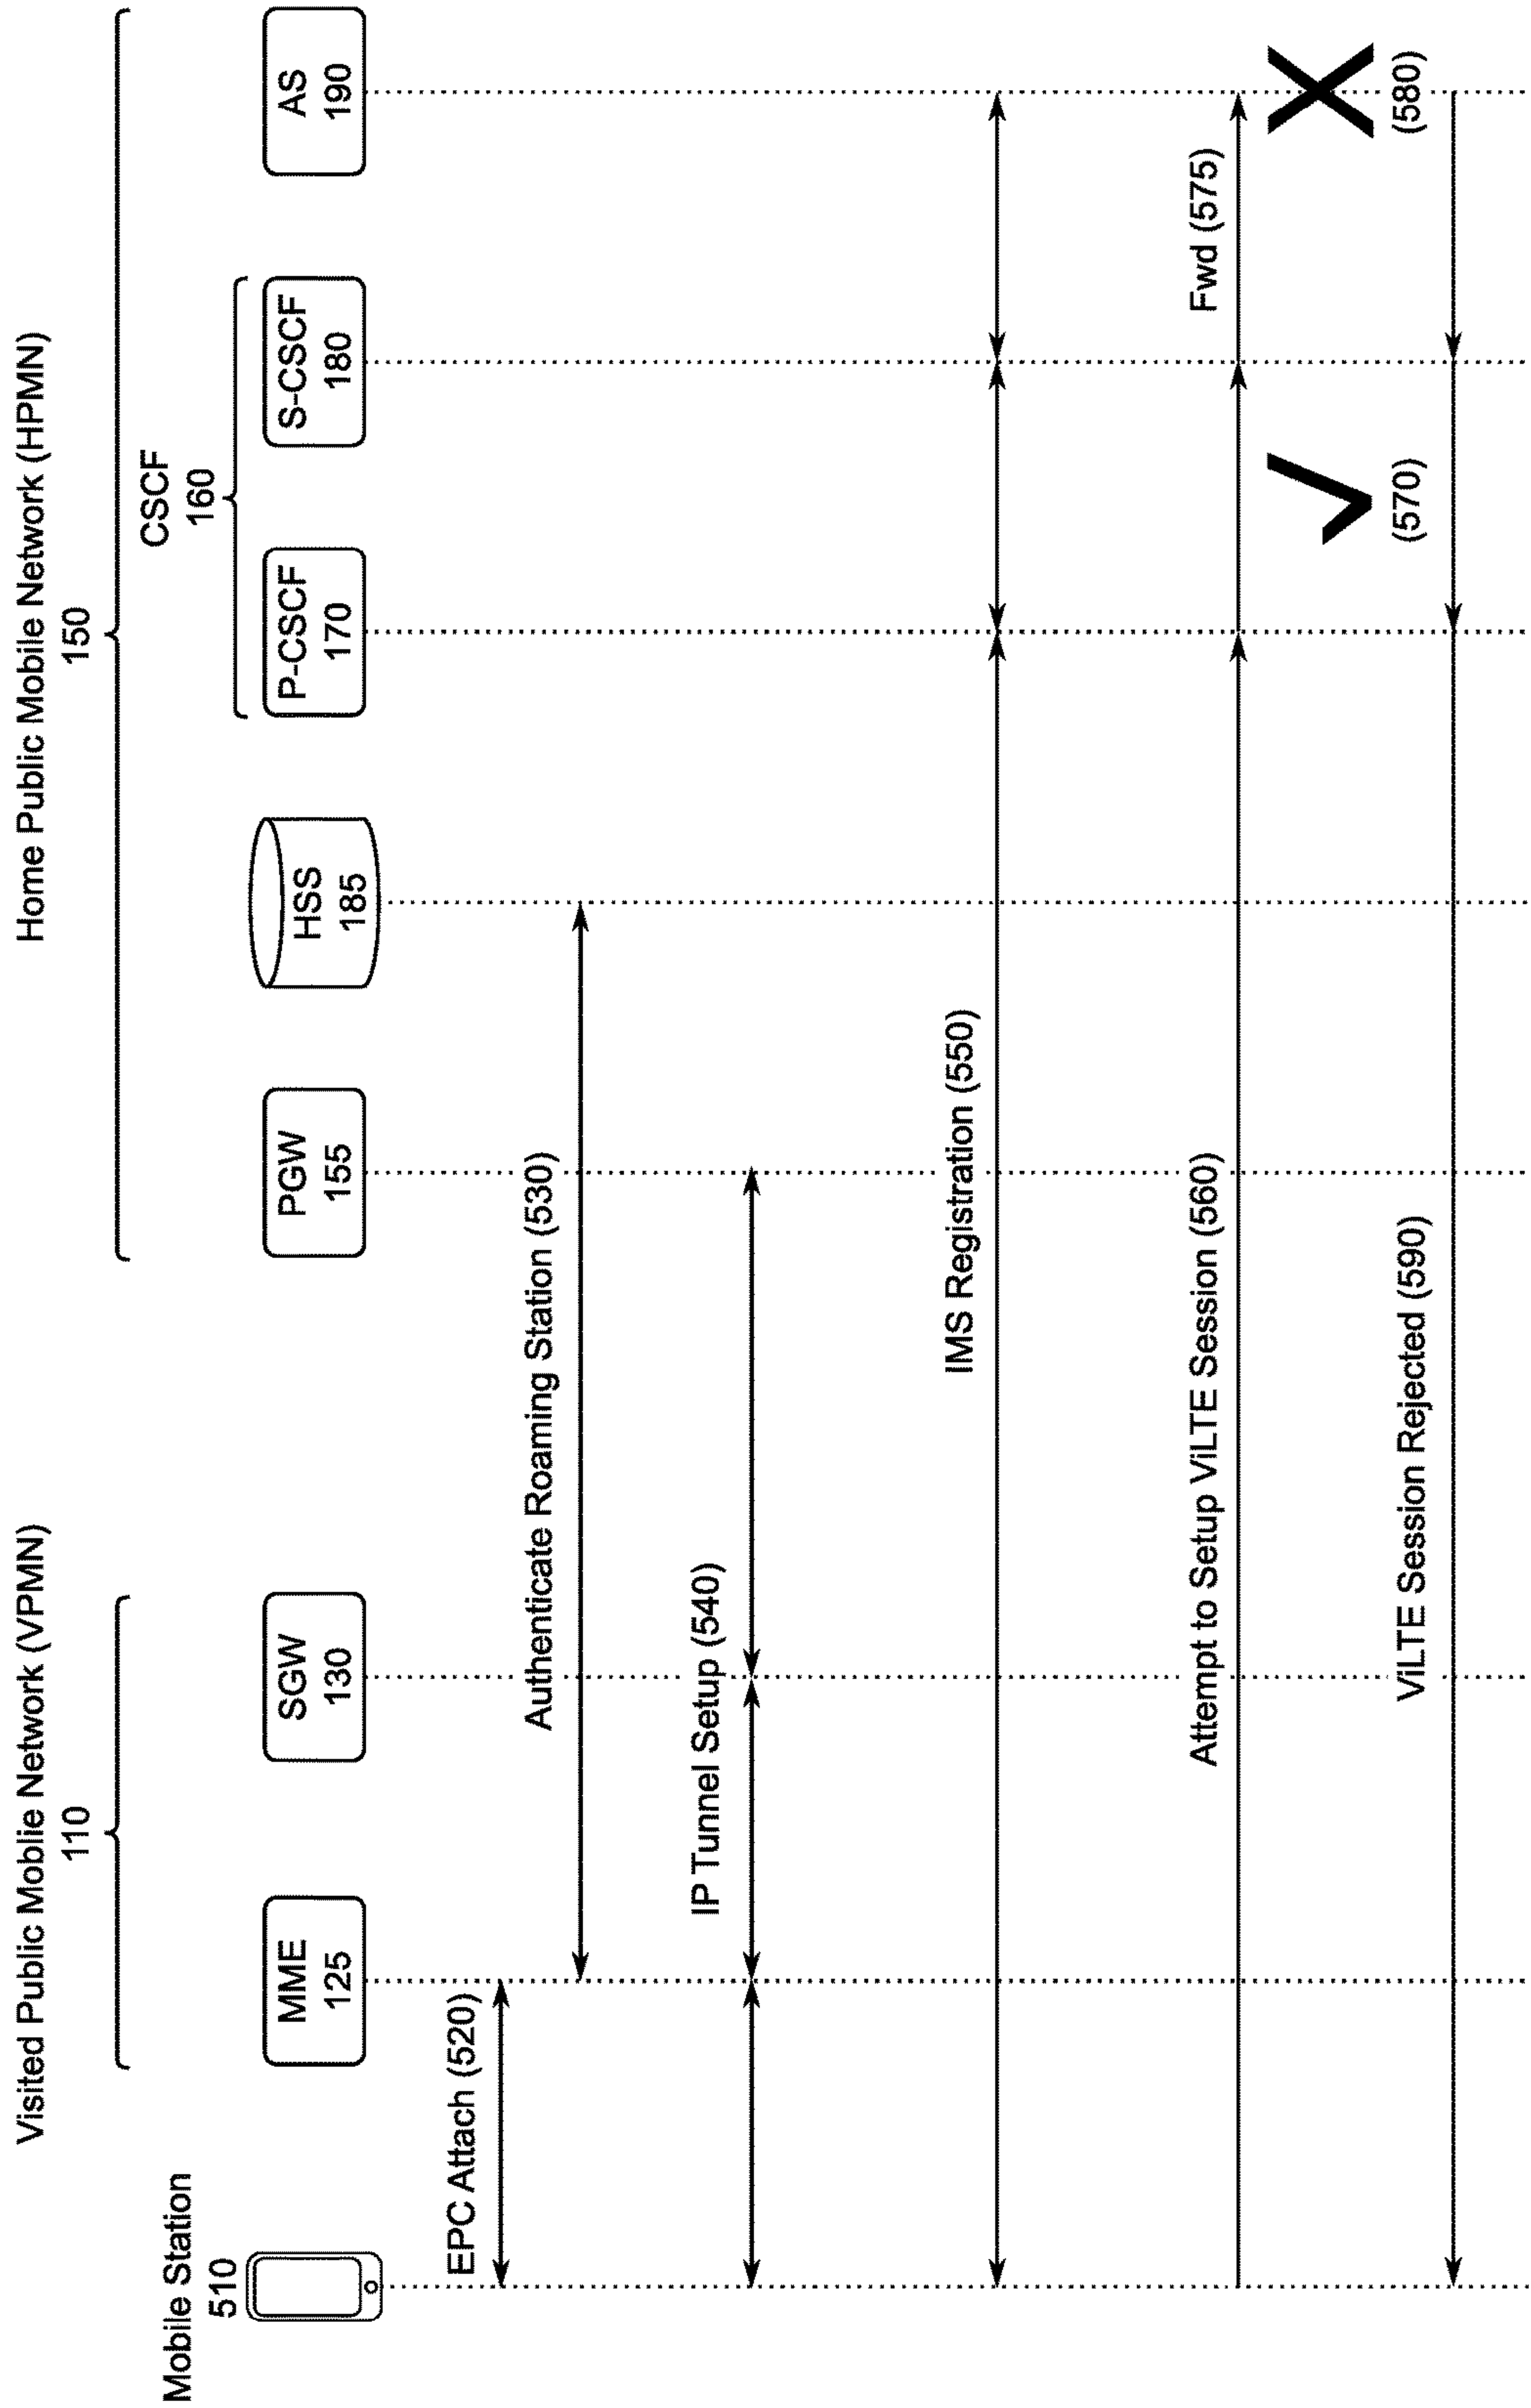 Visited Public Moblie Network (VPMN)
110
Home Public Mobile Network (HPMN)
150
CSCF
160
Mobile Station
510
MME
125
SGW
130
PGW
155
HSS
185
P-CSCF
170
S-CSCF
180
AS
190
EPC Attach (520)
Authenticate Roaming Station (530)
IP Tunnel Setup (540)
IMS Registration (550)
Attempt to Setup ViLTE Session (560)
Fwd (575)
(570)
(580)
ViLTE Session Rejected (590)